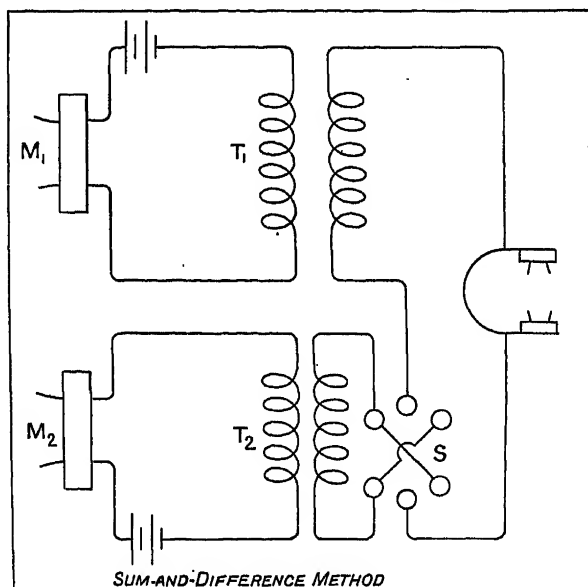 M₁
T₁
M₂
T₂
S
SUM-AND-DIFFERENCE METHOD